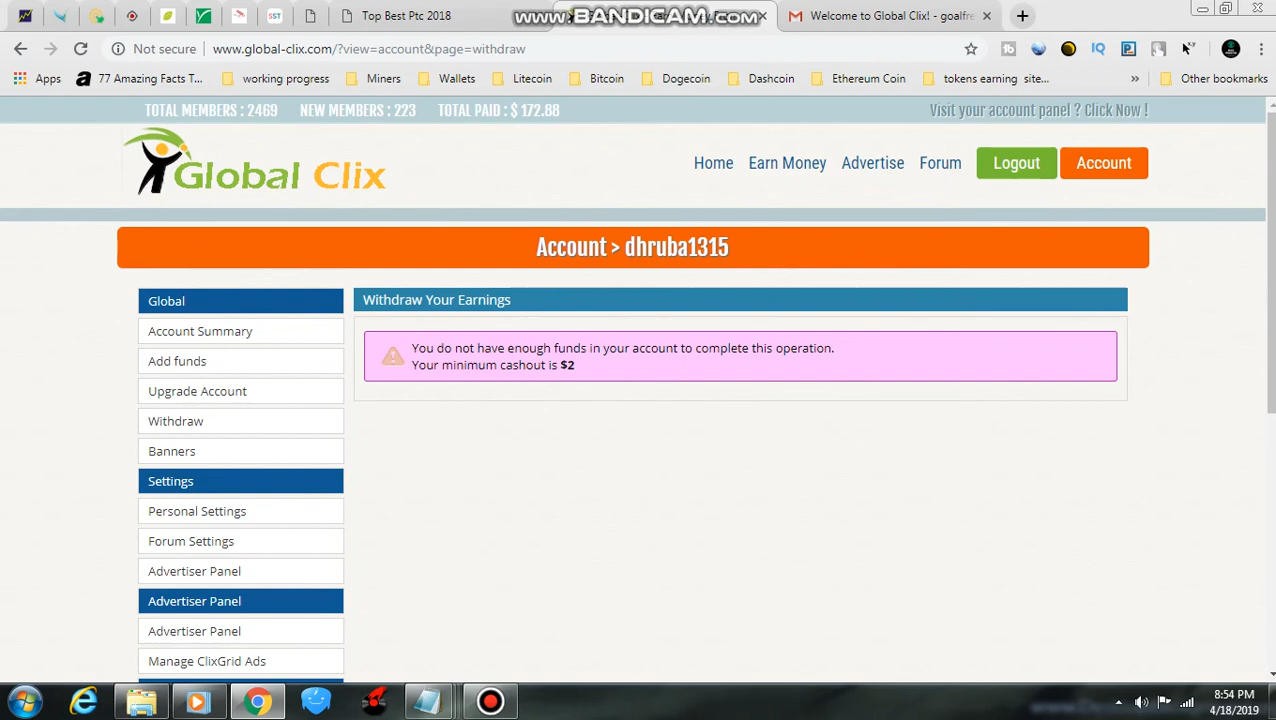 Top Best Ptc 2018
www.BANDICAM.com
Welcome to Global Clix! - goalfre
Not secure
www.global-clix.com/?view=account&page=withdraw
Apps
77 Amazing Facts T...
working progress
Miners
Wallets
Litecoin
Bitcoin
Dogecoin
Dashcoin
Ethereum Coin
tokens earning site...
Other bookmarks
TOTAL MEMBERS : 2469
NEW MEMBERS : 223
TOTAL PAID : $ 172.88
Visit your account panel ? Click Now !
Global Clix
Home
Earn Money
Advertise
Forum
Logout
Account
Account > dhruba1315
Global
Account Summary
Add funds
Upgrade Account
Withdraw
Banners
Settings
Personal Settings
Forum Settings
Advertiser Panel
Advertiser Panel
Advertiser Panel
Manage ClixGrid Ads
Withdraw Your Earnings
You do not have enough funds in your account to complete this operation.
Your minimum cashout is $2
8:54 PM
4/18/2019